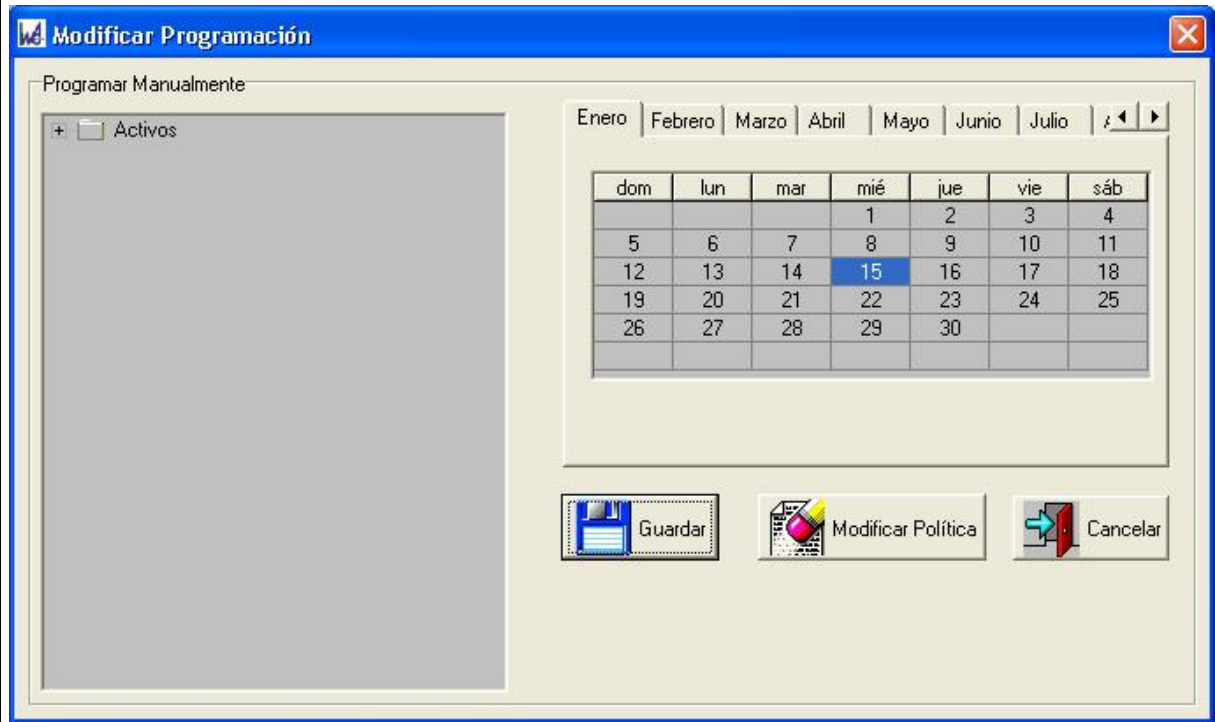 Modificar Programación
Programar Manualmente
Activos
Enero Febrero Marzo Abril Mayo Junio Julio
dom lun mar mié jue vie sáb
1 2 3 4
5 6 7 8 9 10 11
12 13 14 15 16 17 18
19 20 21 22 23 24 25
26 27 28 29 30
Guardar Modificar Política Cancelar